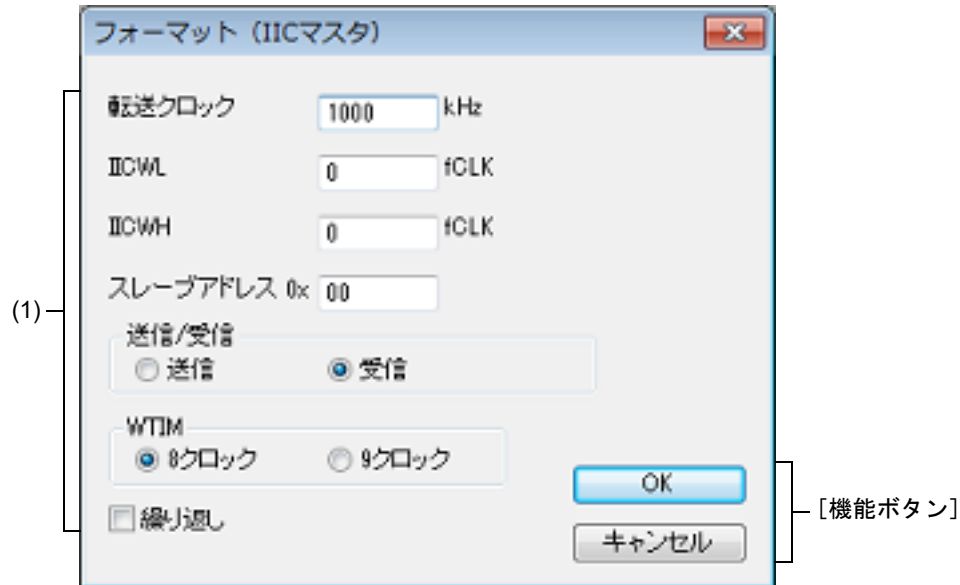 フォーマット（IICマスタ）
転送クロック 1000 kHz
IICWL 0 fCLK
IICWH 0 fCLK
スレーブアドレス 0x 00
(1)
送信/受信
送信 受信
WTIM
8クロック 9クロック
OK
［機能ボタン］
繰り返し
キャンセル